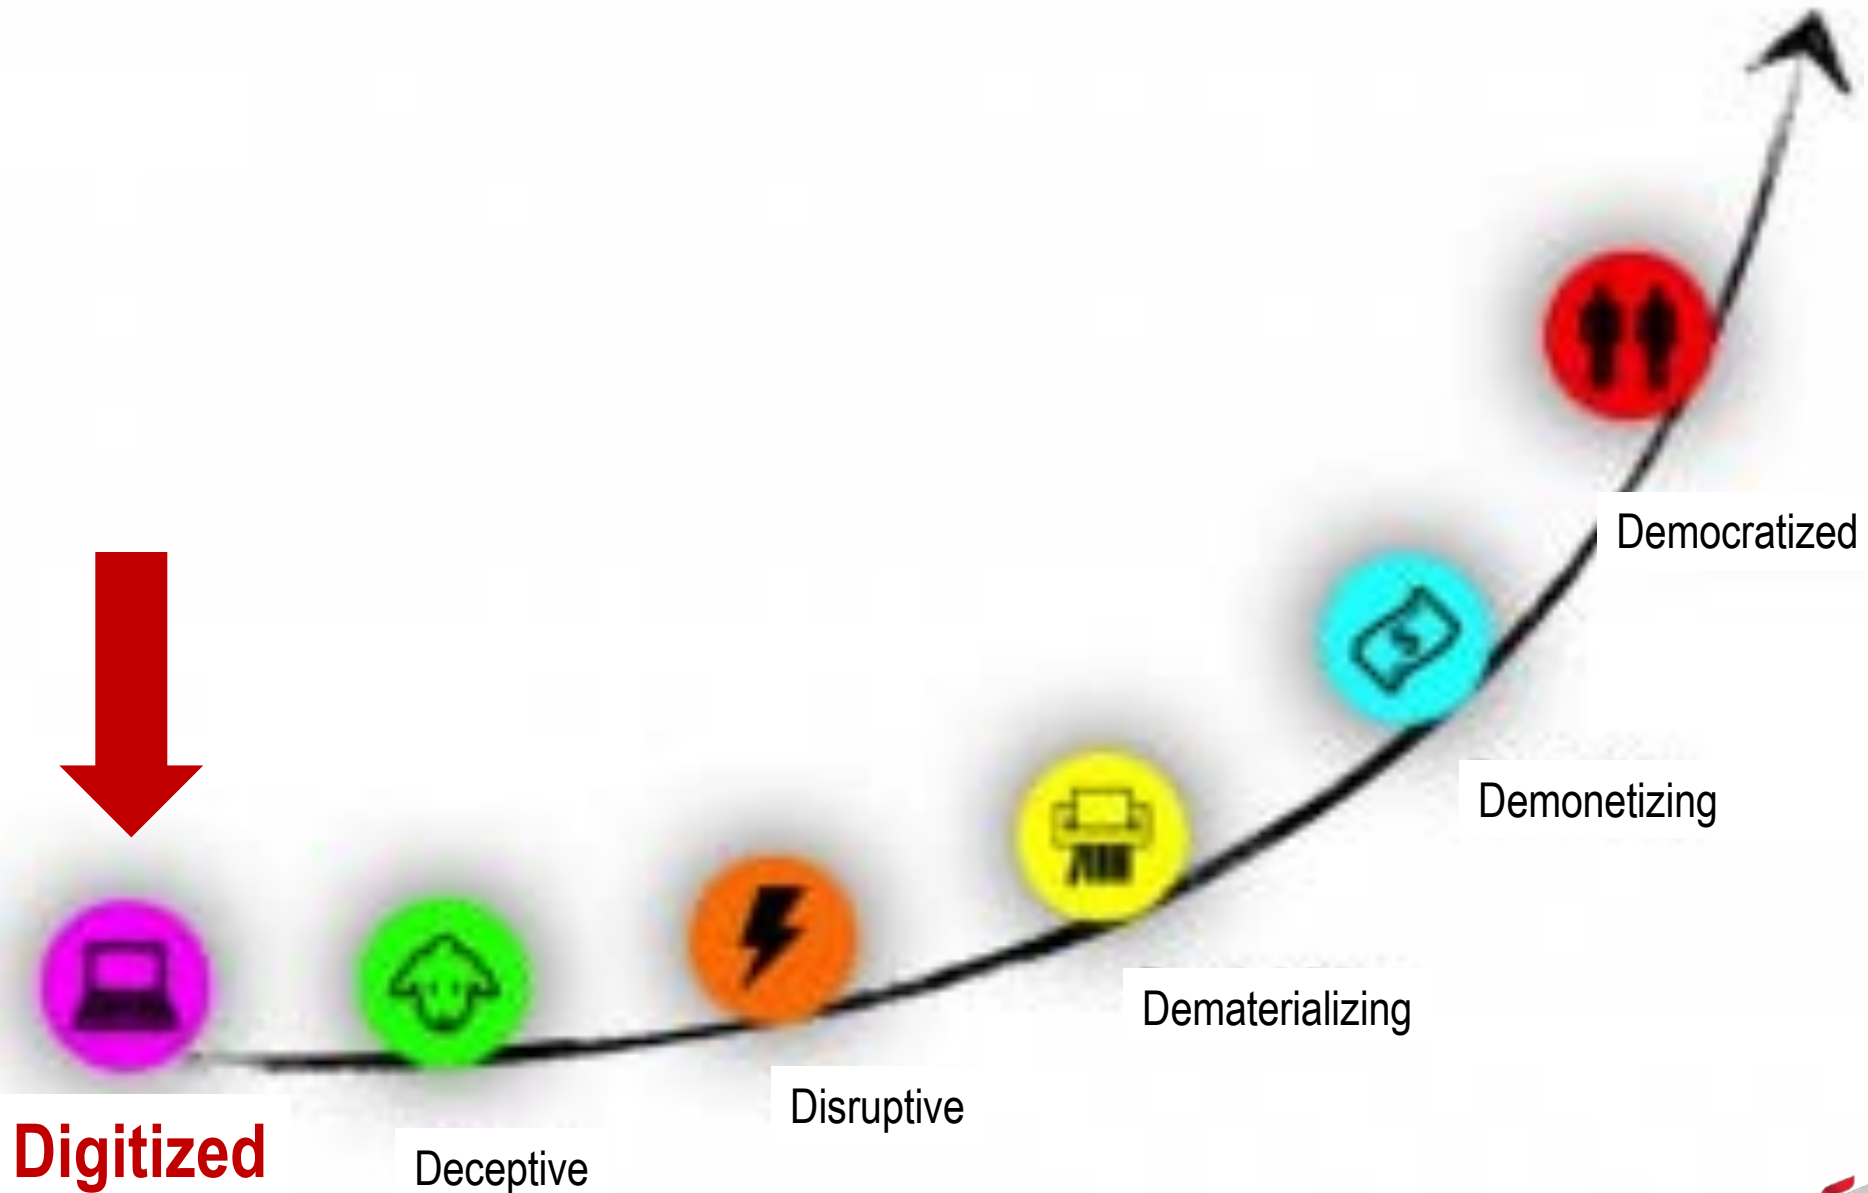 Democratized
Demonetizing
Dematerializing
Disruptive
Digitized
Deceptive
$